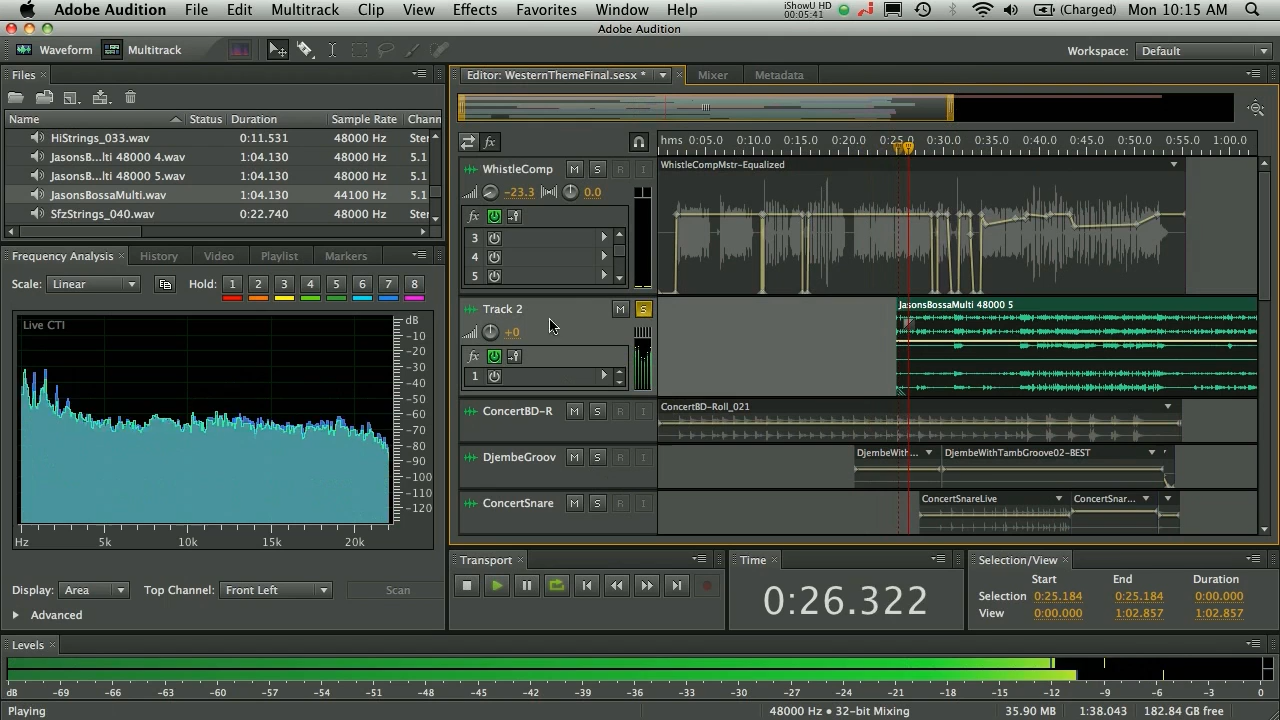 Adobe Audition File Edit Multitrack Clip View Effects Favorites Window Help iShowU HD 00:05:41 (Charged) Mon 10:15 AM
Adobe Audition
Waveform Multitrack Workspace: Default
Files
Name Status Duration Sample Rate Chann
HiStrings_033.wav 0:11.531 48000 Hz Ster
JasonsB...lti 48000 4.wav 1:04.130 48000 Hz 5.1
JasonsB...lti 48000 5.wav 1:04.130 48000 Hz 5.1
JasonsBossaMulti.wav 1:04.130 44100 Hz 5.1
SfzStrings_040.wav 0:22.740 48000 Hz Ster
Frequency Analysis History Video Playlist Markers
Scale: Linear Hold: 1 2 3 4 5 6 7 8
Live CTI
dB
-10
-20
-30
-40
-50
-60
-70
-80
-90
-100
-110
-120
Hz 5k 10k 15k 20k
Display: Area Top Channel: Front Left Scan
Advanced
Editor: WesternThemeFinal.sesx * Mixer Metadata
fx hms 0:05.0 0:10.0 0:15.0 0:20.0 0:25.0 0:30.0 0:35.0 0:40.0 0:45.0 0:50.0 0:55.0 1:00.0
WhistleComp M S R I WhistleCompMstr-Equalized
-23.3 0.0
fx
3
4
5
Track 2 M S JasonsBossaMulti 48000 5
+0
fx
1
ConcertBD-R M S R I ConcertBD-Roll_021
DjembeGroov M S R I DjembeWith... DjembeWithTambGroove02-BEST
ConcertSnare M S R I ConcertSnareLive ConcertSnar...
Transport Time Selection/View
0:26.322
Start End Duration
Selection 0:25.184 0:25.184 0:00.000
View 0:00.000 1:02.857 1:02.857
Levels
dB -69 -66 -63 -60 -57 -54 -51 -48 -45 -42 -39 -36 -33 -30 -27 -24 -21 -18 -15 -12 -9 -6 -3 0
Playing 48000 Hz • 32-bit Mixing 35.90 MB 1:38.043 182.84 GB free